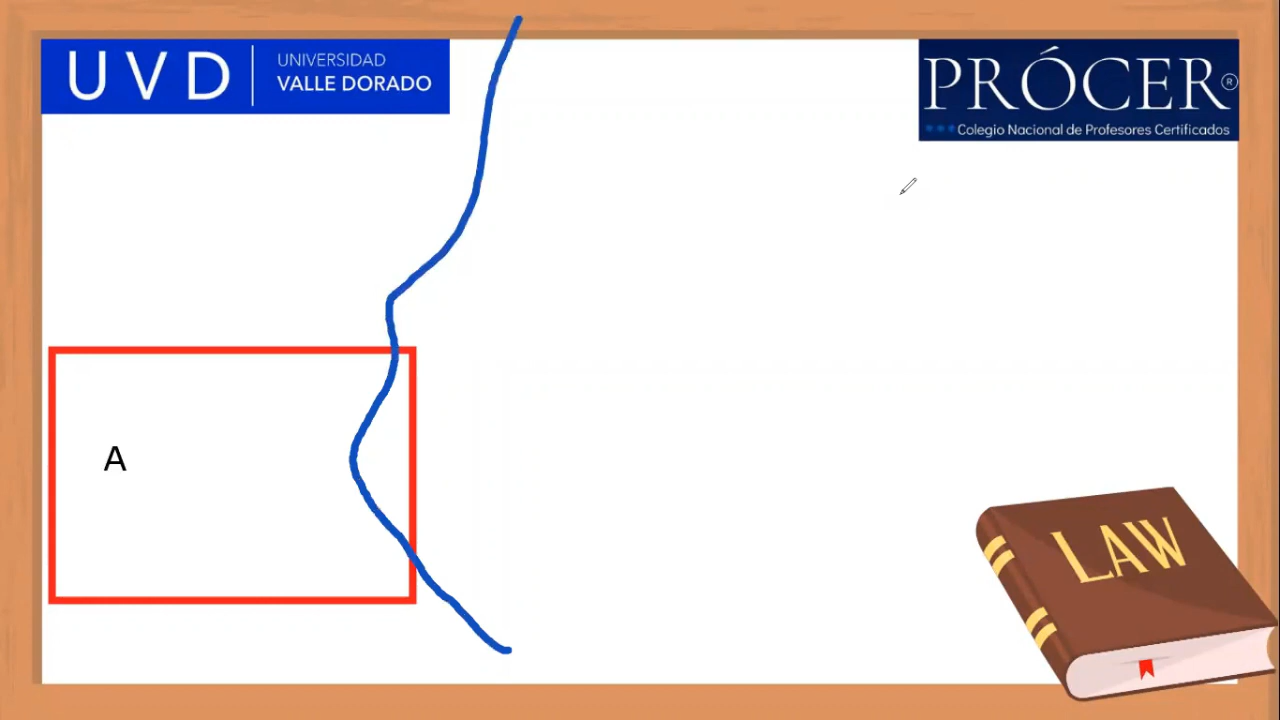 UVD
UNIVERSIDAD
VALLE DORADO
PRÓCER®
Colegio Nacional de Profesores Certificados
A
LAW